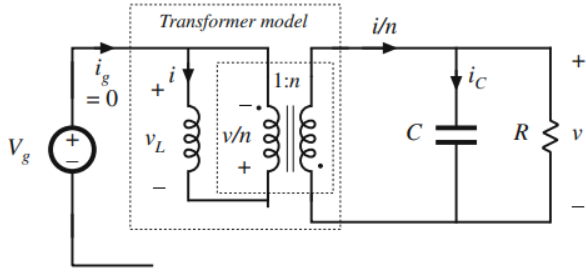 Transformer model
i_g
= 0
i
1:n
i/n
i_C
+
V_g
+
−
+
v_L
−
−
v/n
+
C
R
+
v
−